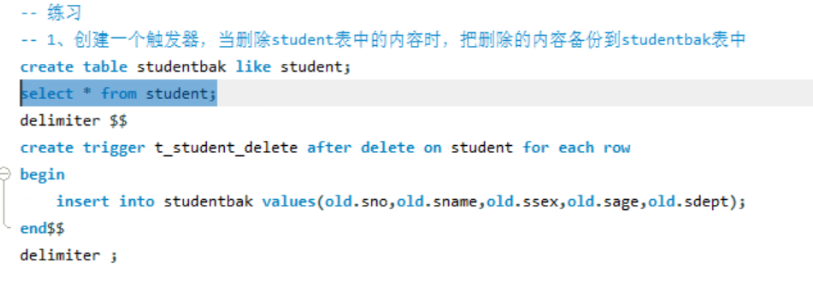 -- 练习
-- 1、创建一个触发器，当删除student表中的内容时，把删除的内容备份到studentbak表中
create table studentbak like student;
select * from student;
delimiter $$
create trigger t_student_delete after delete on student for each row
begin
    insert into studentbak values(old.sno,old.sname,old.ssex,old.sage,old.sdept);
end$$
delimiter ;